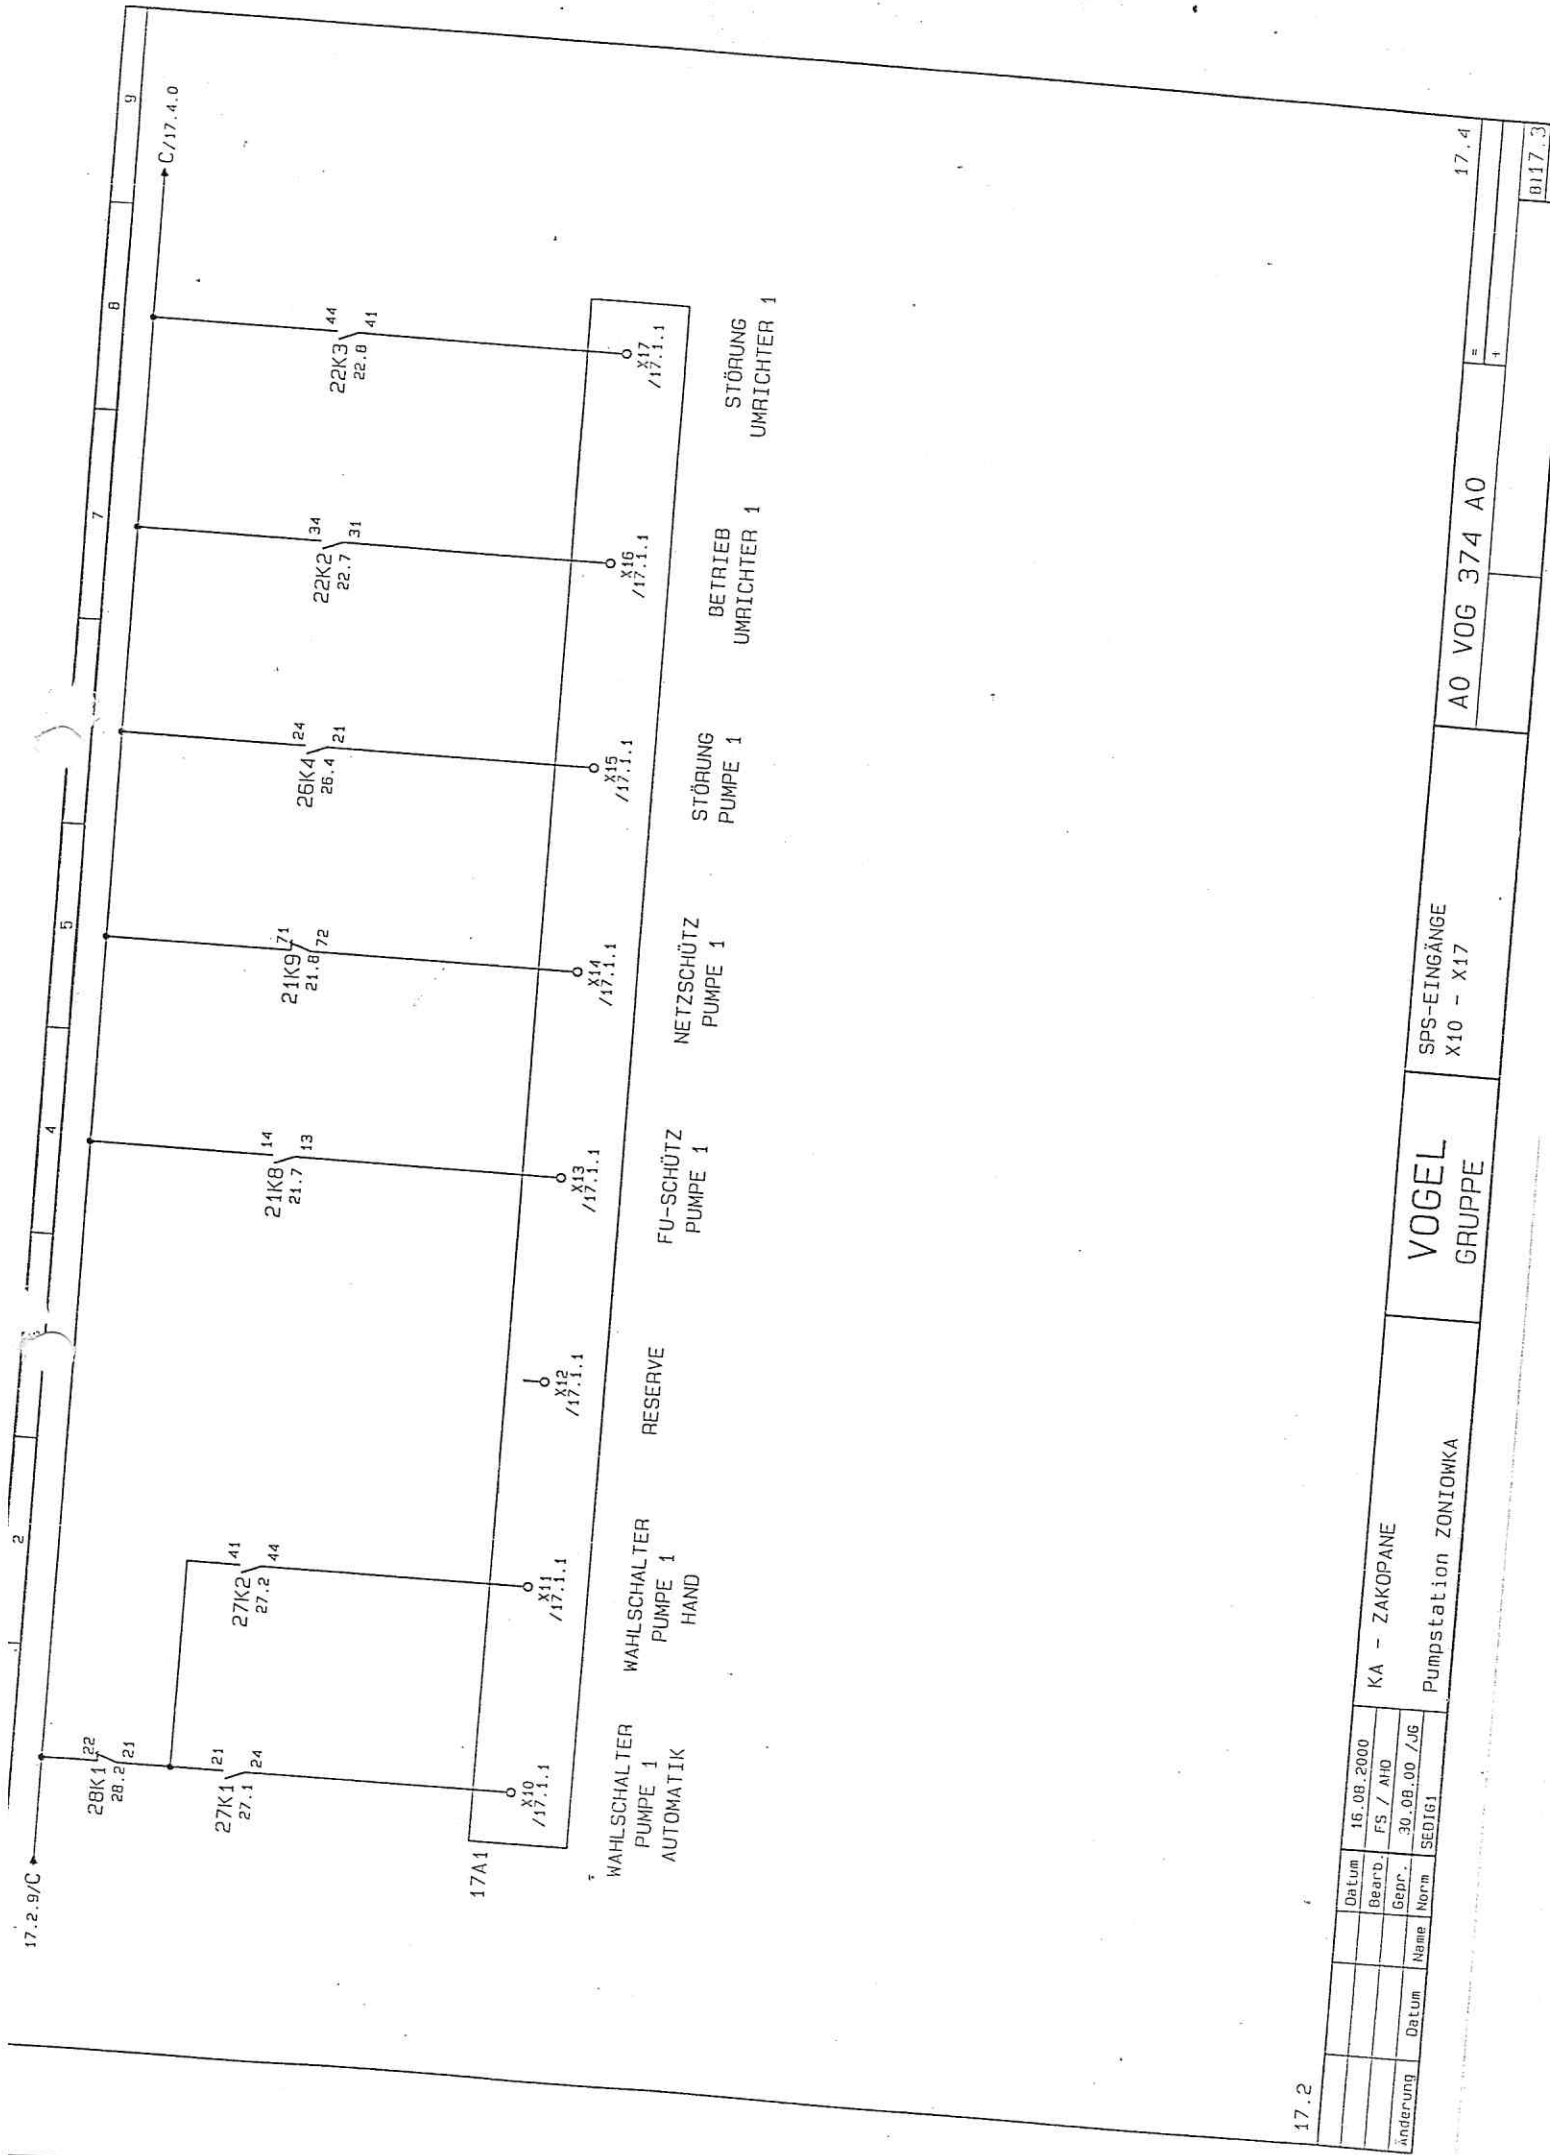 2
4
5
7
8
9
17.2.9/C
C/17.4.0
28K1
28.2
22
21
27K1
27.1
21
24
27K2
27.2
41
44
21K8
21.7
14
13
21K9
21.8
71
72
26K4
26.4
24
21
22K2
22.7
34
31
22K3
22.8
44
41
17A1
X10
/17.1.1
X11
/17.1.1
X12
/17.1.1
X13
/17.1.1
X14
/17.1.1
X15
/17.1.1
X16
/17.1.1
X17
/17.1.1
WAHLSCHALTER
PUMPE 1
AUTOMATIK
WAHLSCHALTER
PUMPE 1
HAND
RESERVE
FU-SCHÜTZ
PUMPE 1
NETZSCHÜTZ
PUMPE 1
STÖRUNG
PUMPE 1
BETRIEB
UMRICHTER 1
STÖRUNG
UMRICHTER 1
17.2
17.4
Änderung
Datum
Name
Datum
16.08.2000
Bearb.
FS / AHO
Gepr.
30.08.00 /JG
Norm
SEDIG1
KA - ZAKOPANE
Pumpstation ZONIOWKA
VOGEL
GRUPPE
SPS-EINGÄNGE
X10 - X17
AO VOG 374 AO
=
+
Bl17.3